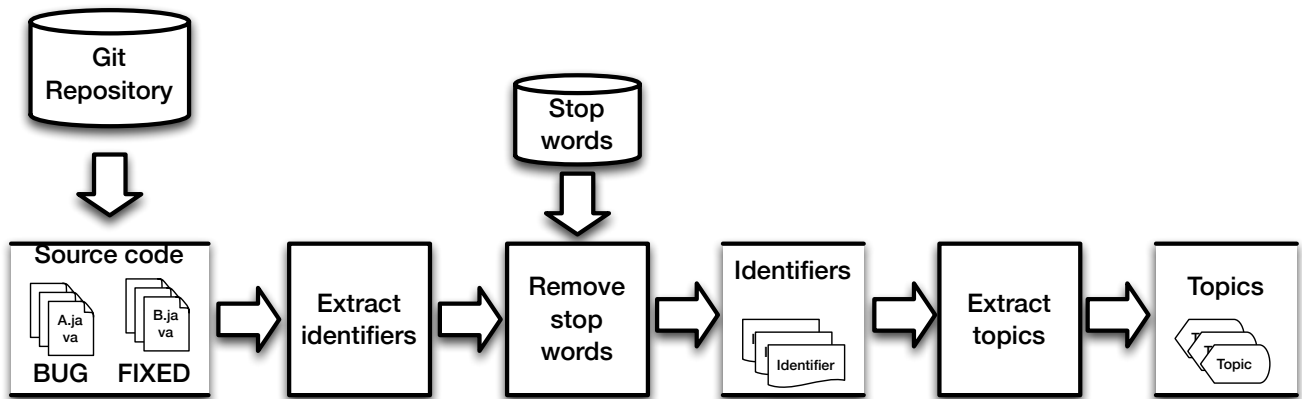 Git
Repository
Stop
words
Source code
A.ja
va
B.ja
va
BUG
FIXED
Extract
identifiers
Remove
stop
words
Identifiers
I
I
Identifier
Extract
topics
Topics
T
T
Topic